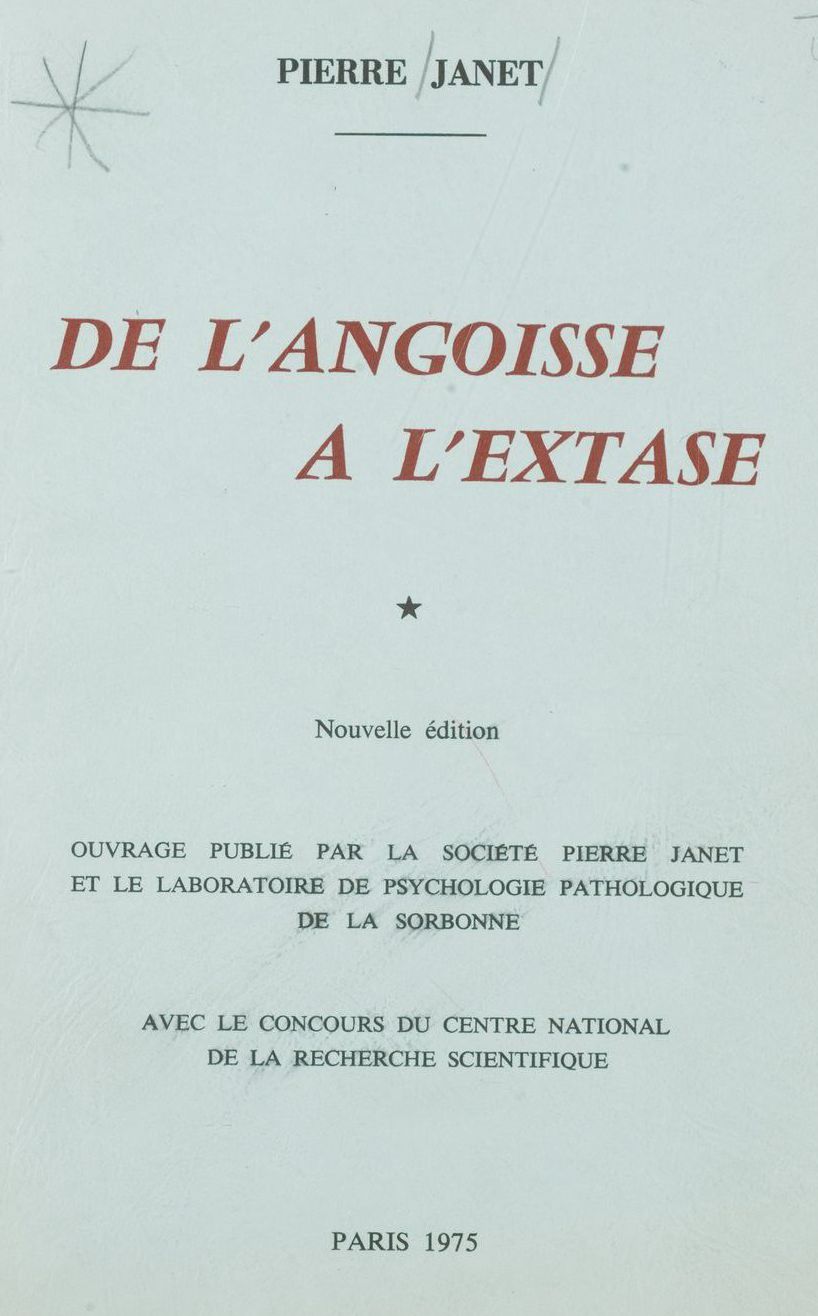 PIERRE JANET
DE L'ANGOISSE
A L'EXTASE
★
Nouvelle édition
OUVRAGE PUBLIÉ PAR LA SOCIÉTÉ PIERRE JANET
ET LE LABORATOIRE DE PSYCHOLOGIE PATHOLOGIQUE
DE LA SORBONNE
AVEC LE CONCOURS DU CENTRE NATIONAL
DE LA RECHERCHE SCIENTIFIQUE
PARIS 1975